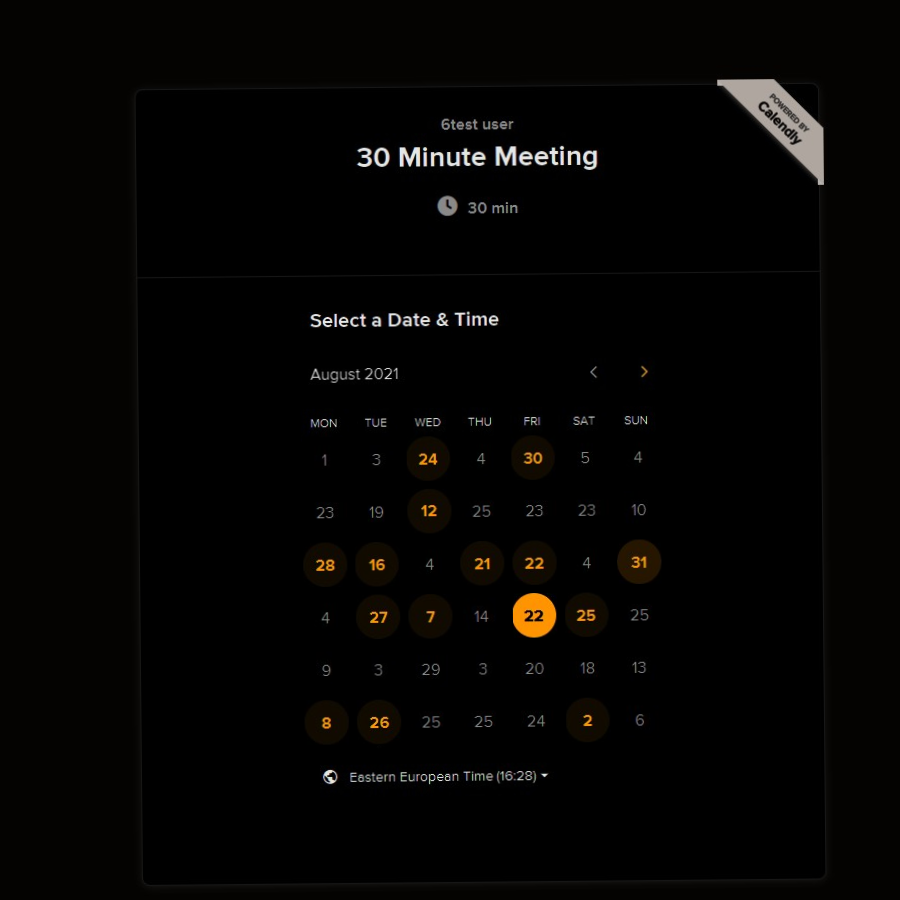 POWERED BY
Calendly
6test user
30 Minute Meeting
30 min
Select a Date & Time
August 2021
MON TUE WED THU FRI SAT SUN
1 3 24 4 30 5 4
23 19 12 25 23 23 10
28 16 4 21 22 4 31
4 27 7 14 22 25 25
9 3 29 3 20 18 13
8 26 25 25 24 2 6
Eastern European Time (16:28)